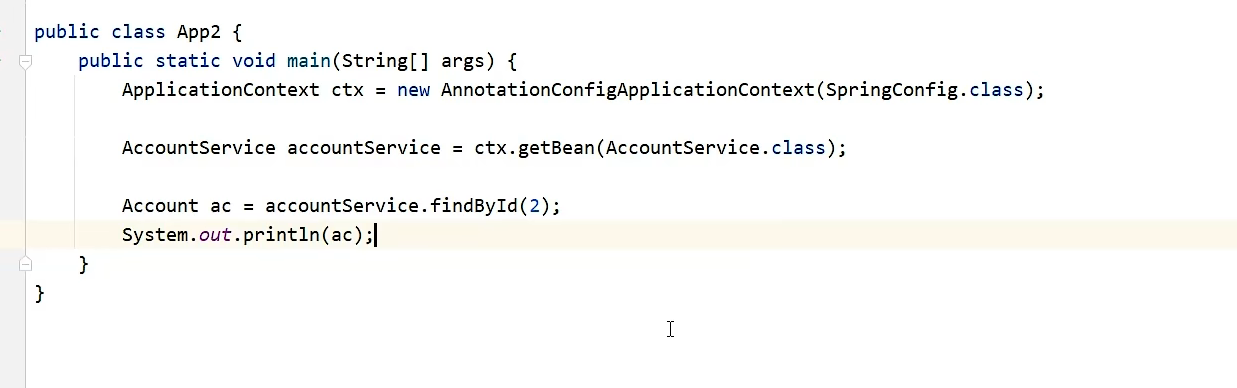 public class App2 {
    public static void main(String[] args) {
        ApplicationContext ctx = new AnnotationConfigApplicationContext(SpringConfig.class);
        AccountService accountService = ctx.getBean(AccountService.class);
        Account ac = accountService.findById(2);
        System.out.println(ac);
    }
}